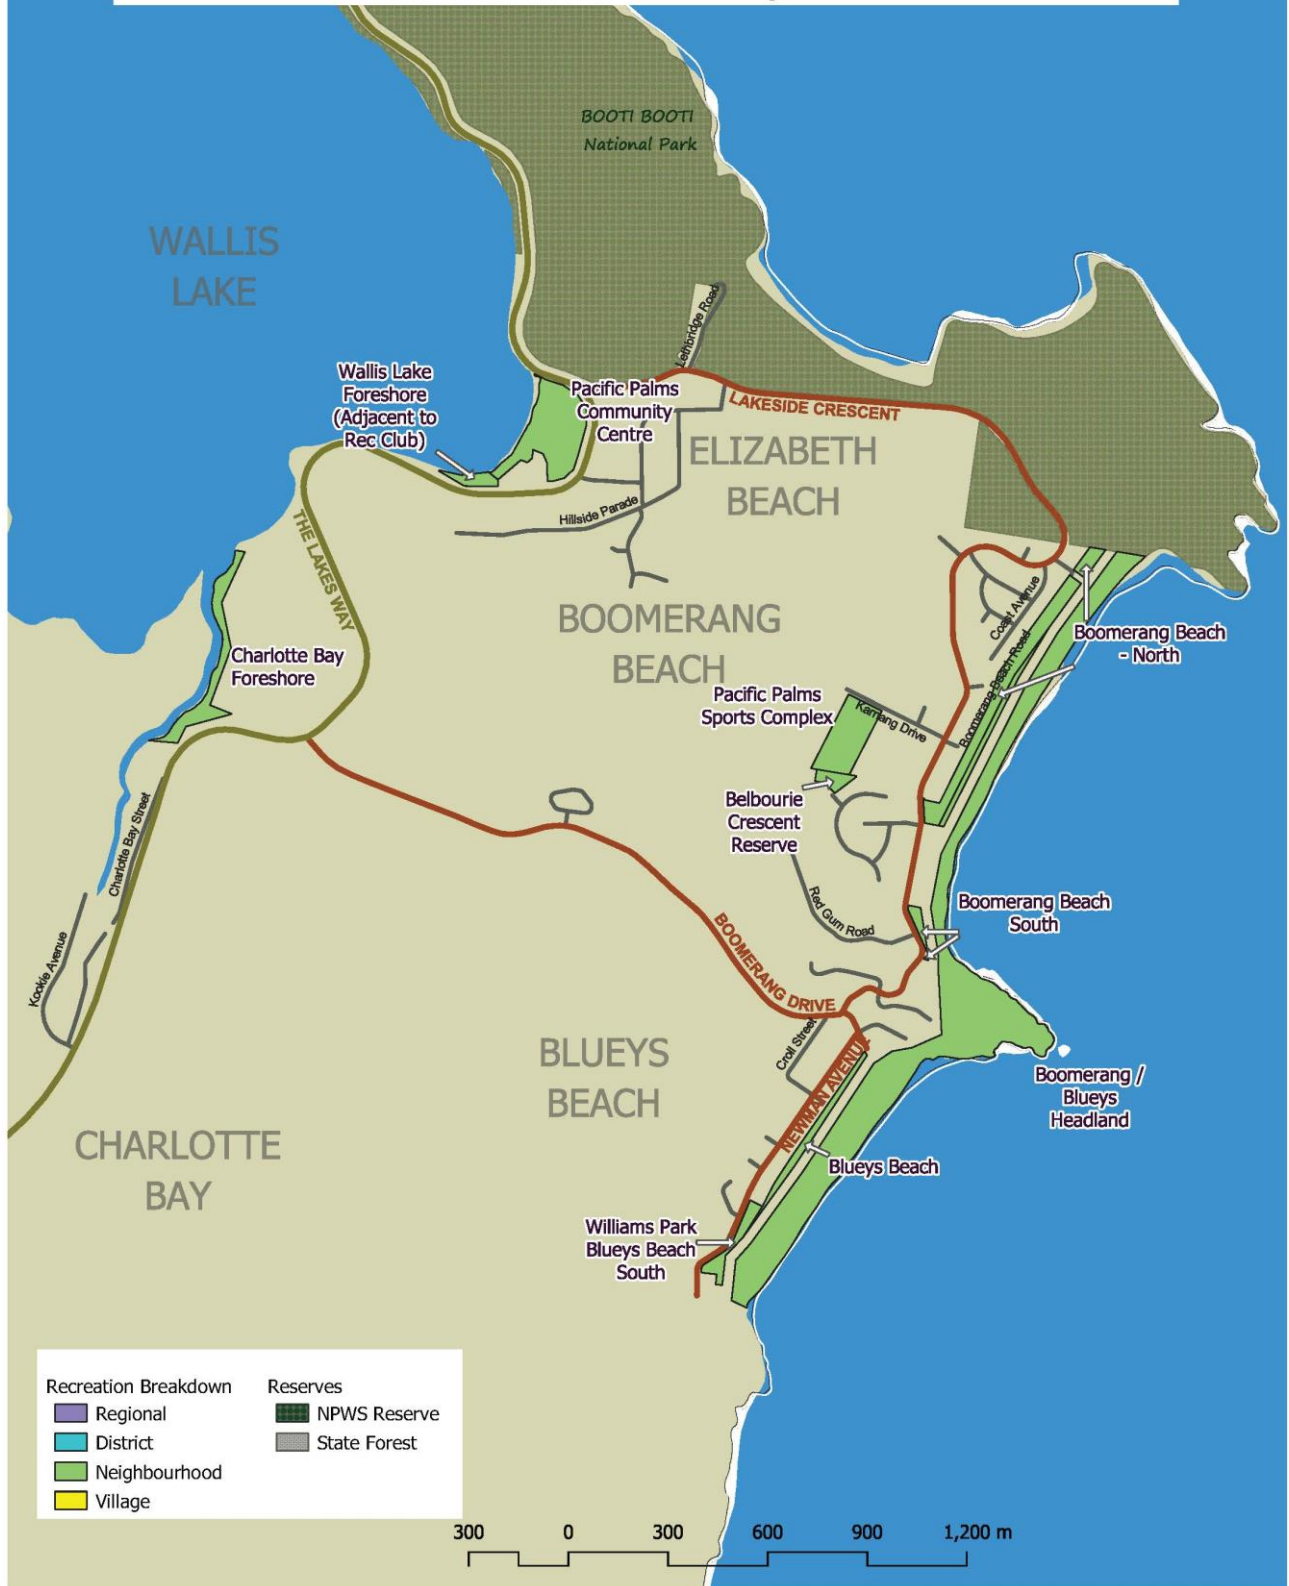 BOOTI BOOTI
National Park
WALLIS
LAKE
Lethbridge Road
Wallis Lake
Foreshore
(Adjacent to
Rec Club)
Pacific Palms
Community
Centre
LAKESIDE CRESCENT
ELIZABETH
BEACH
Hillside Parade
THE LAKES WAY
BOOMERANG
BEACH
Coast Avenue
Boomerang Beach
- North
Charlotte Bay
Foreshore
Boomerang Beach Road
Pacific Palms
Sports Complex
Karriang Drive
Belbourie
Crescent
Reserve
Charlotte Bay Street
Red Gum Road
Boomerang Beach
South
Kookie Avenue
BOOMERANG DRIVE
Croll Street
BLUEYS
BEACH
NEWMAN AVENUE
Boomerang /
Blueys
Headland
CHARLOTTE
BAY
Blueys Beach
Williams Park
Blueys Beach
South
Recreation Breakdown
Regional
District
Neighbourhood
Village
Reserves
NPWS Reserve
State Forest
300 0 300 600 900 1,200 m